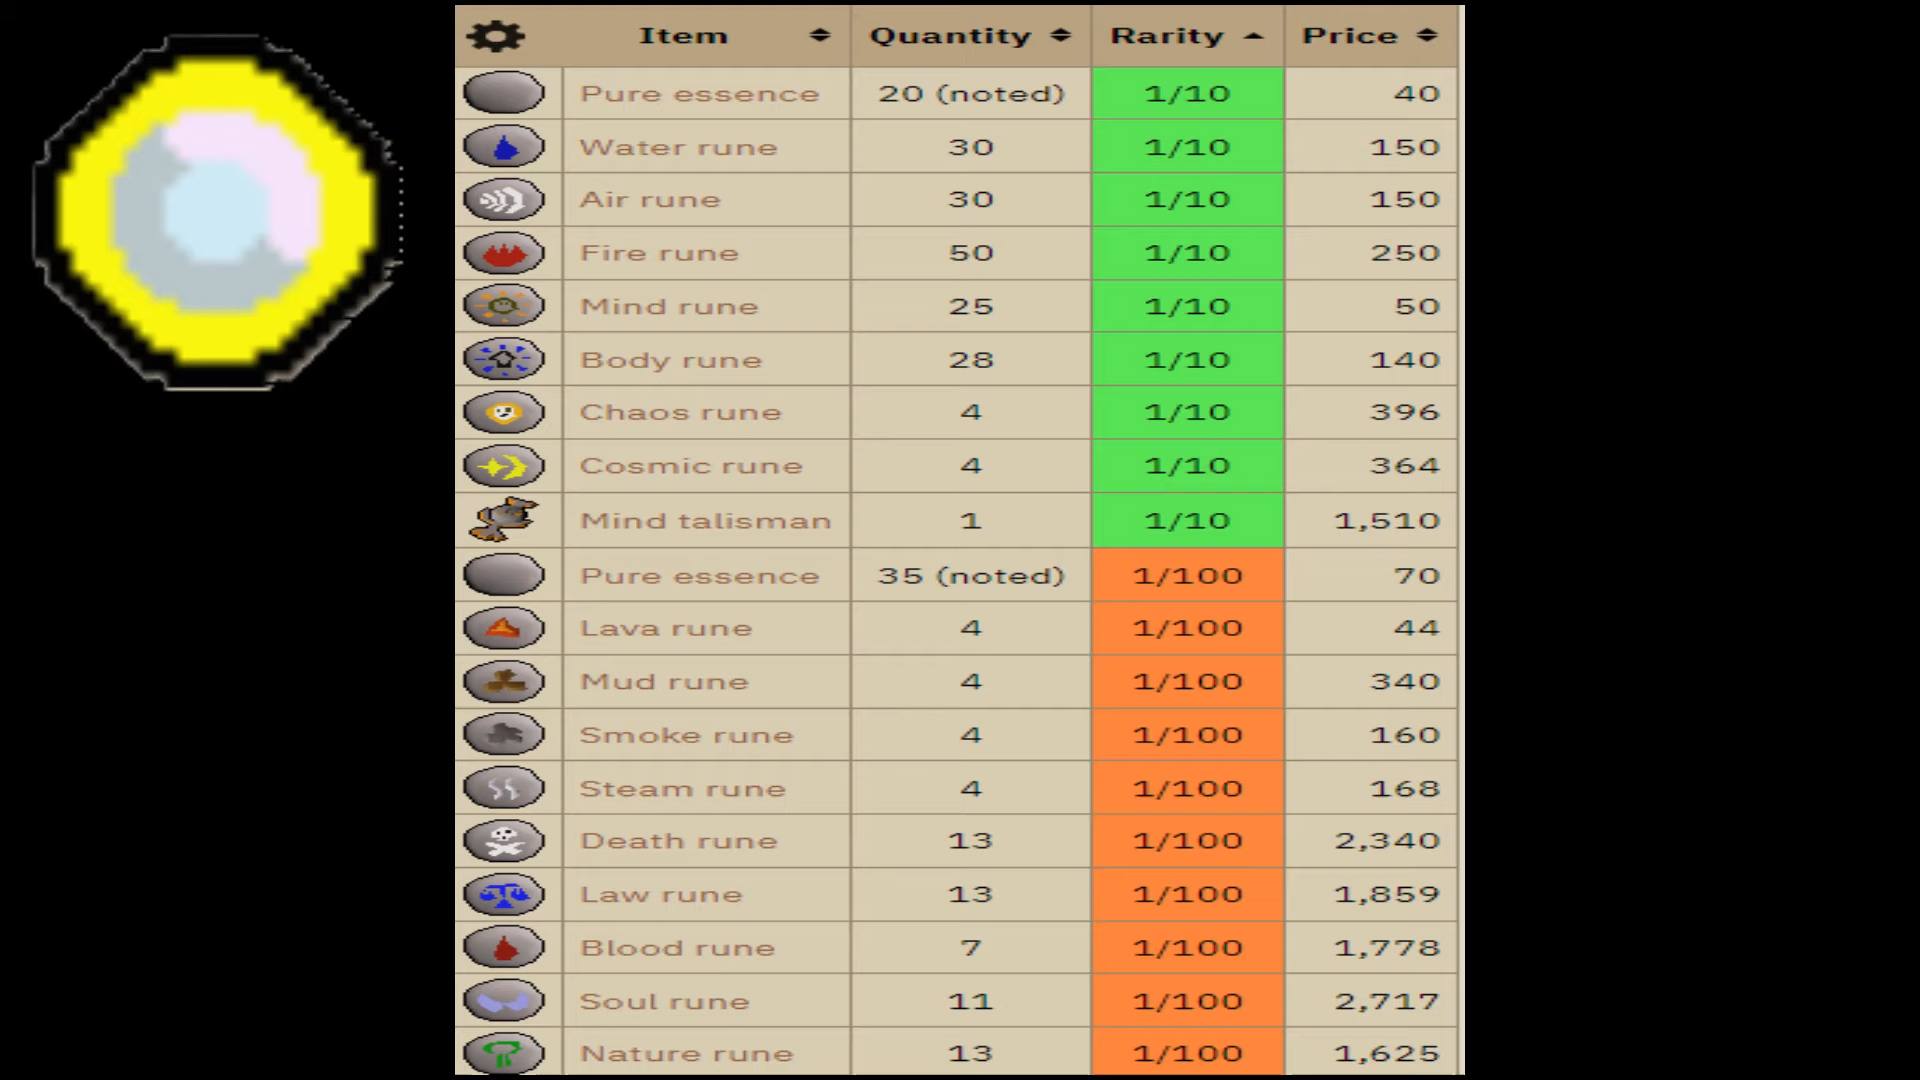 Item Quantity Rarity Price
Pure essence 20 (noted) 1/10 40
Water rune 30 1/10 150
Air rune 30 1/10 150
Fire rune 50 1/10 250
Mind rune 25 1/10 50
Body rune 28 1/10 140
Chaos rune 4 1/10 396
Cosmic rune 4 1/10 364
Mind talisman 1 1/10 1,510
Pure essence 35 (noted) 1/100 70
Lava rune 4 1/100 44
Mud rune 4 1/100 340
Smoke rune 4 1/100 160
Steam rune 4 1/100 168
Death rune 13 1/100 2,340
Law rune 13 1/100 1,859
Blood rune 7 1/100 1,778
Soul rune 11 1/100 2,717
Nature rune 13 1/100 1,625